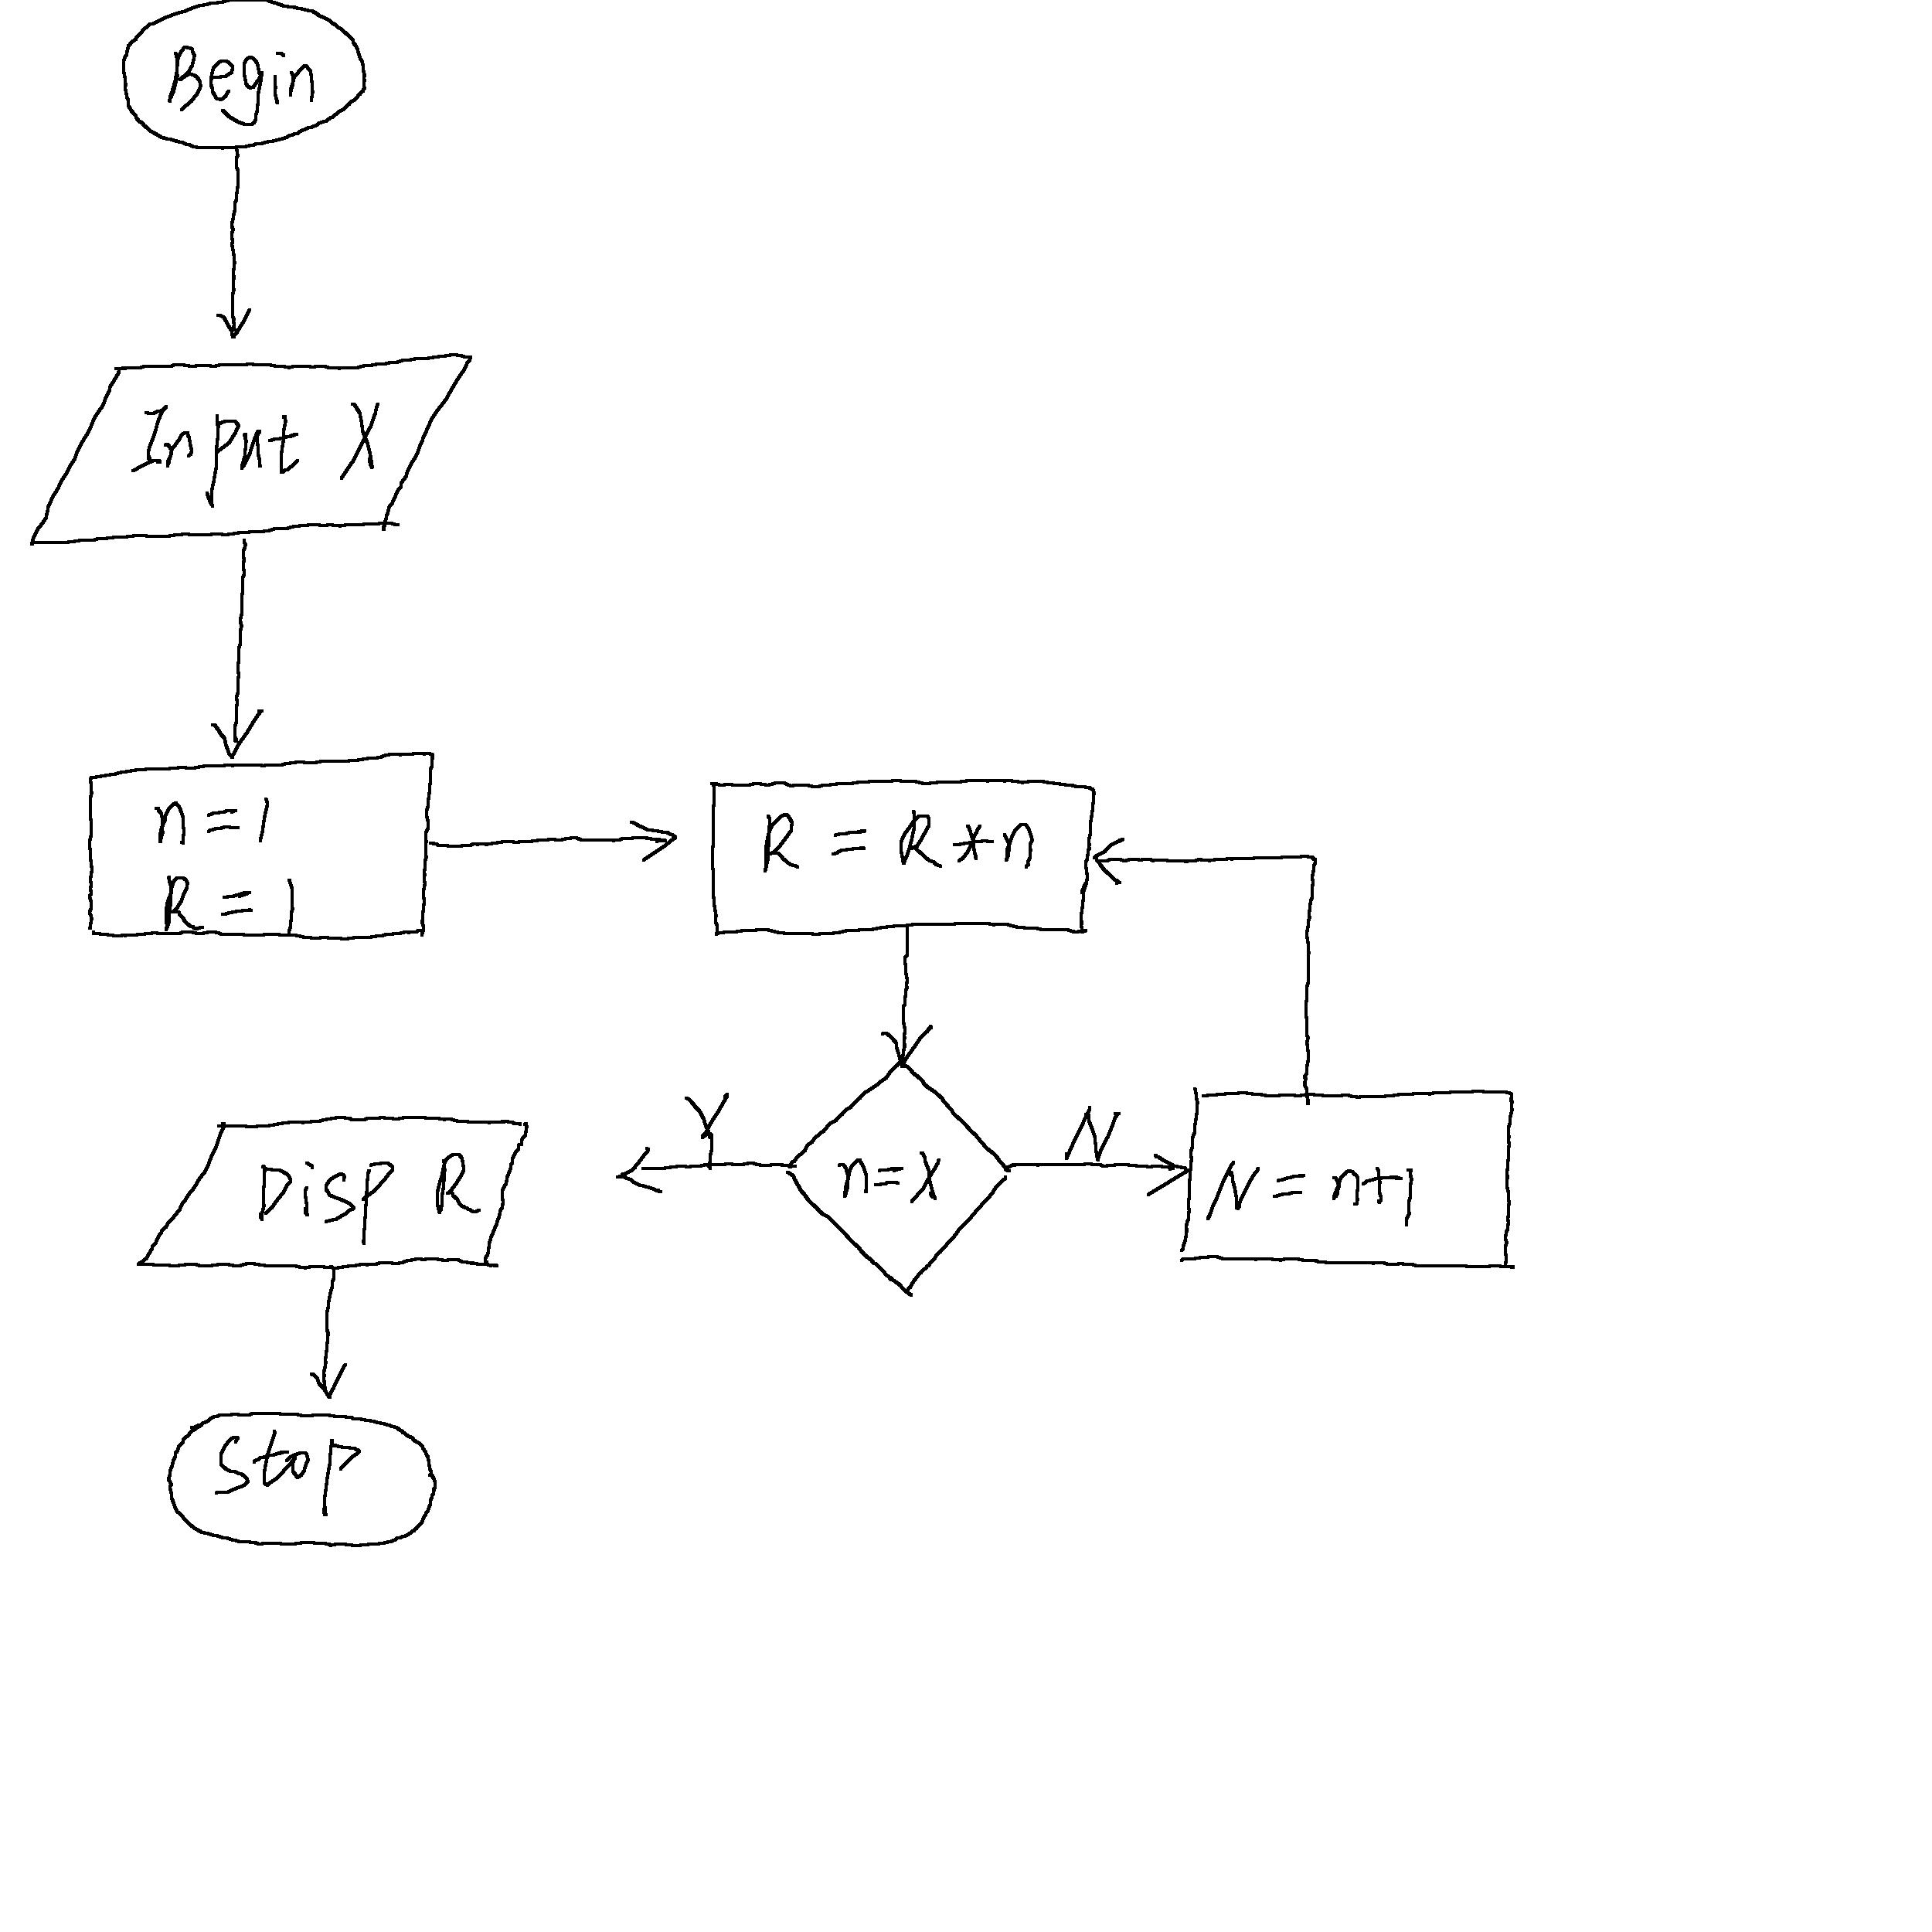 Begin
Input X
n=1
R=1
R=R*n
n=X
Y
N
N=n+1
Disp R
Stop